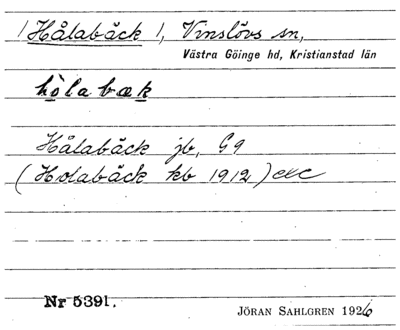 /Hålabäck/, Vinslövs sn,
Västra Göinge hd, Kristianstad län
hòlabæk
Hålabäck jb, G9
(Holabäck kb 1912)
Nr 5391.
JÖRAN SAHLGREN 1926